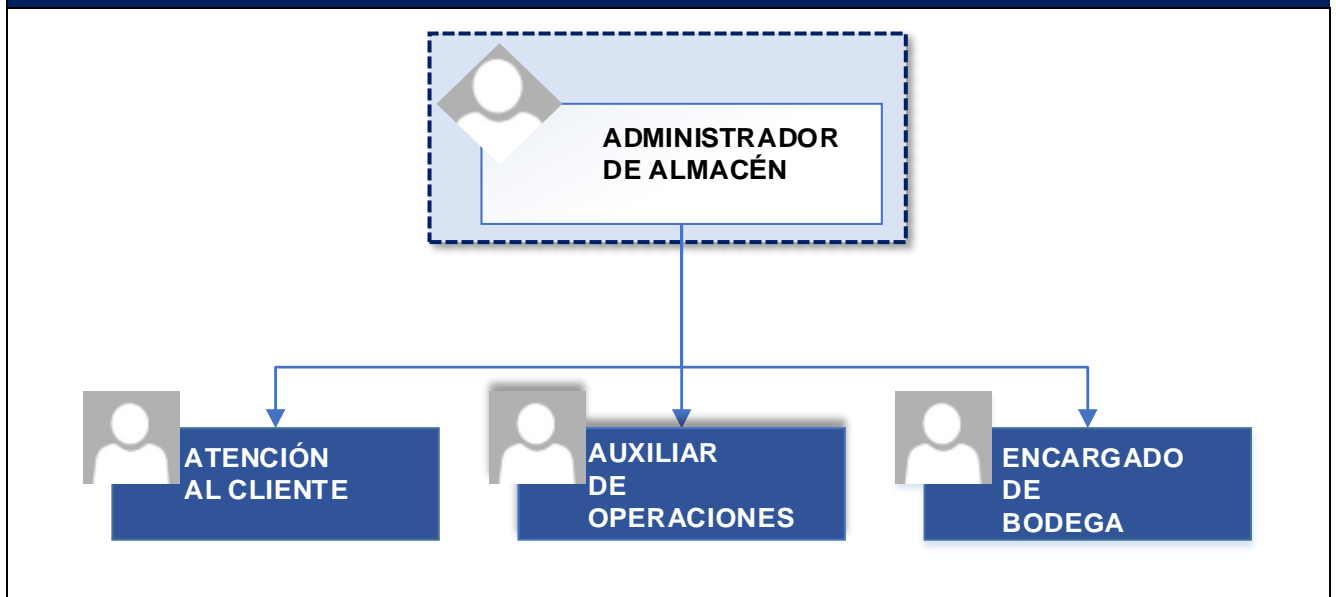 ADMINISTRADOR
DE ALMACÉN
ATENCIÓN
AL CLIENTE
AUXILIAR
DE
OPERACIONES
ENCARGADO
DE
BODEGA